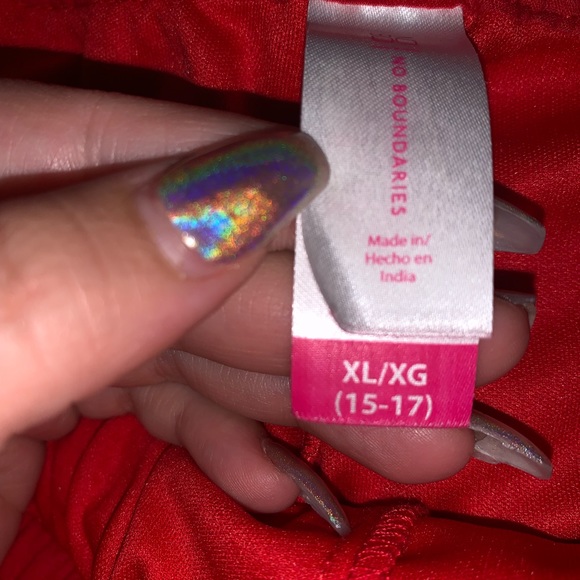 NO BOUNDARIES
Made in/
Hecho en
India
XL/XG
(15-17)